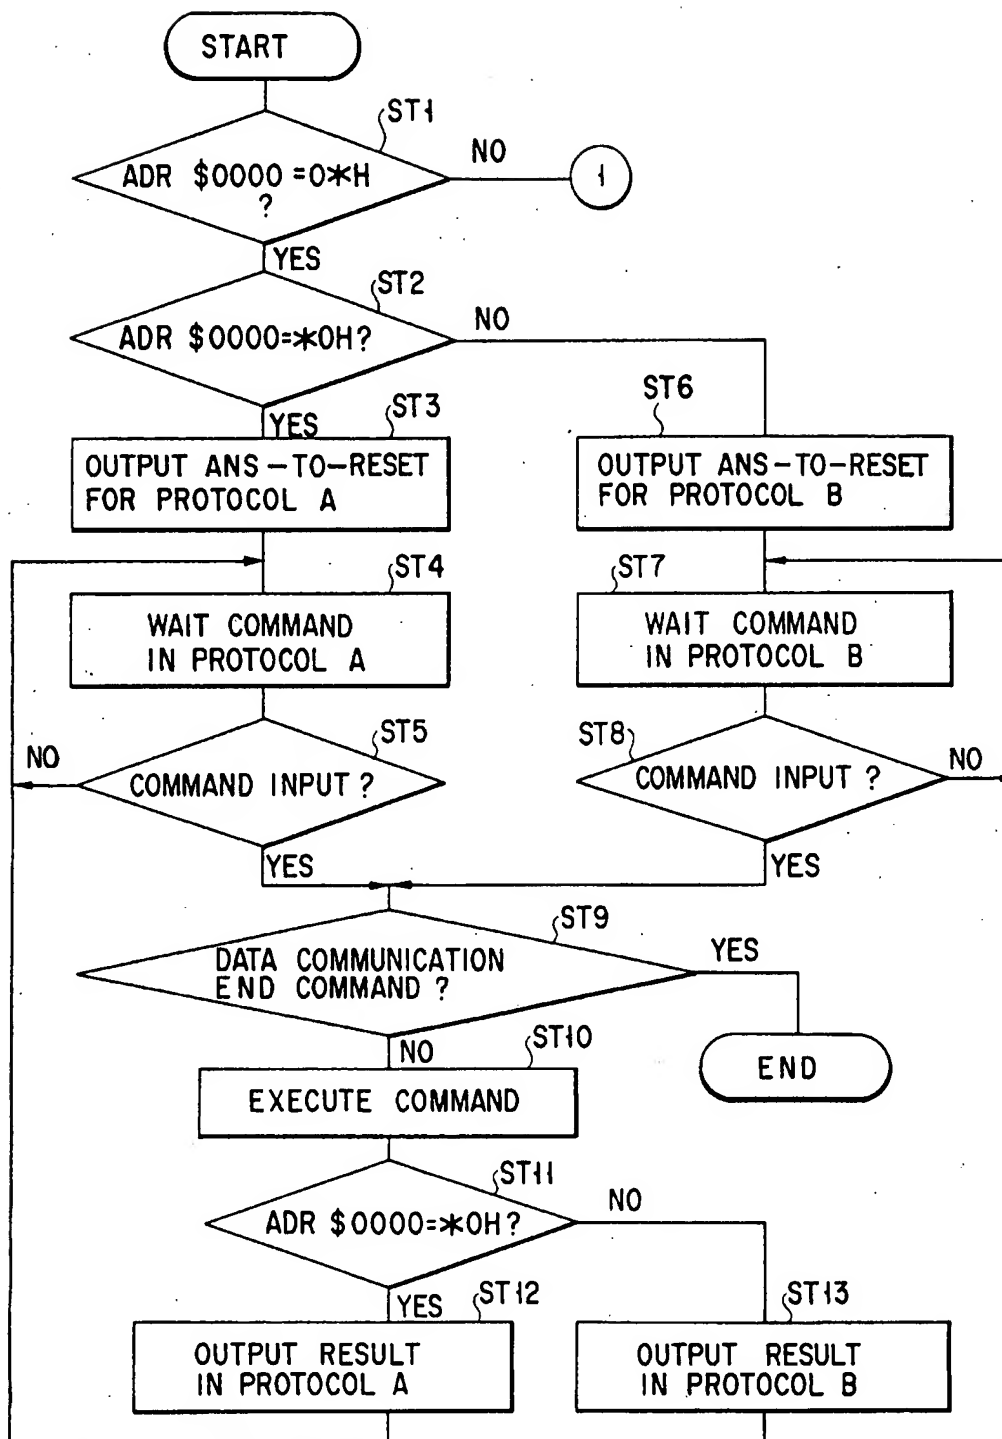 START
ST1
ADR $0000=0*H
?
NO
1
YES
ST2
ADR $0000=*0H?
NO
YES
ST3
OUTPUT ANS-TO-RESET
FOR PROTOCOL A
ST6
OUTPUT ANS-TO-RESET
FOR PROTOCOL B
ST4
WAIT COMMAND
IN PROTOCOL A
ST7
WAIT COMMAND
IN PROTOCOL B
ST5
COMMAND INPUT?
NO
YES
ST8
COMMAND INPUT?
NO
YES
ST9
DATA COMMUNICATION
END COMMAND?
YES
END
NO
ST10
EXECUTE COMMAND
ST11
ADR $0000=*0H?
NO
YES
ST12
OUTPUT RESULT
IN PROTOCOL A
ST13
OUTPUT RESULT
IN PROTOCOL B